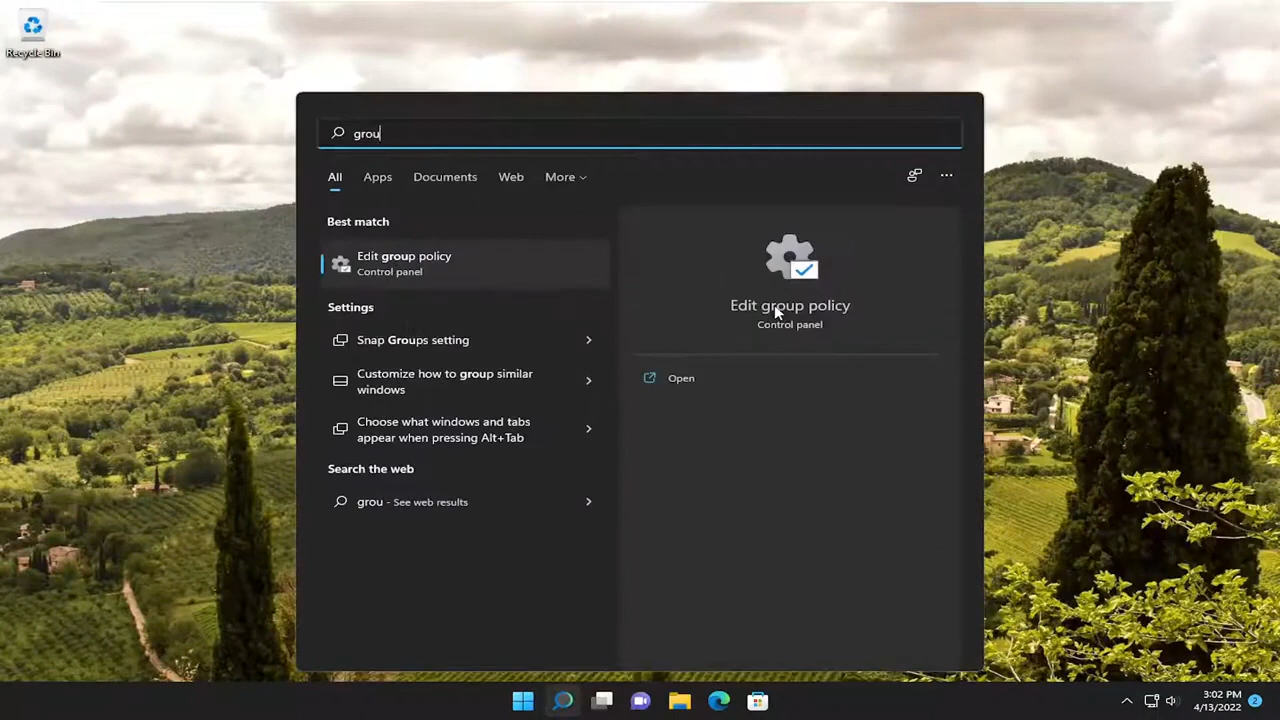 Recycle Bin
grou
All Apps Documents Web More
Best match
Edit group policy
Control panel
Settings
Snap Groups setting
Customize how to group similar
windows
Choose what windows and tabs
appear when pressing Alt+Tab
Search the web
grou - See web results
Edit group policy
Control panel
Open
3:02 PM
4/13/2022
2